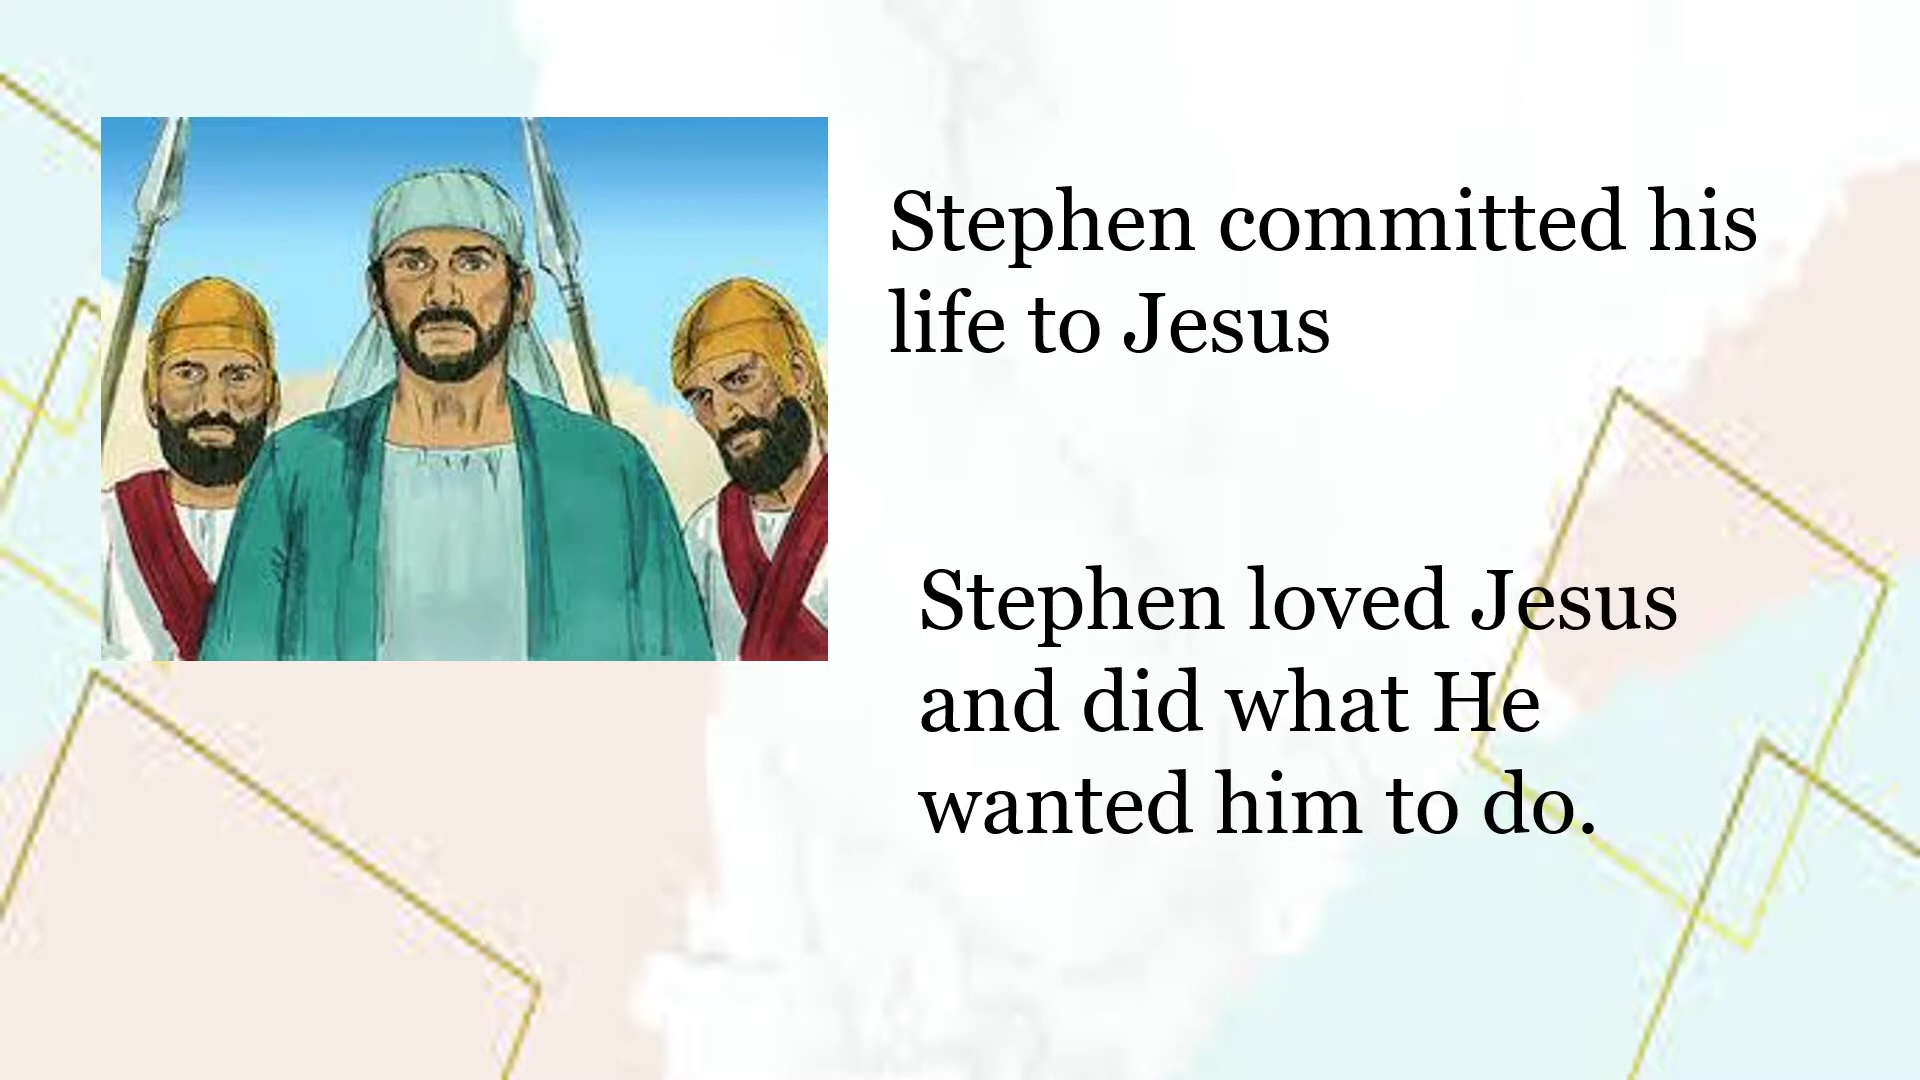 Stephen committed his
life to Jesus
Stephen loved Jesus
and did what He
wanted him to do.